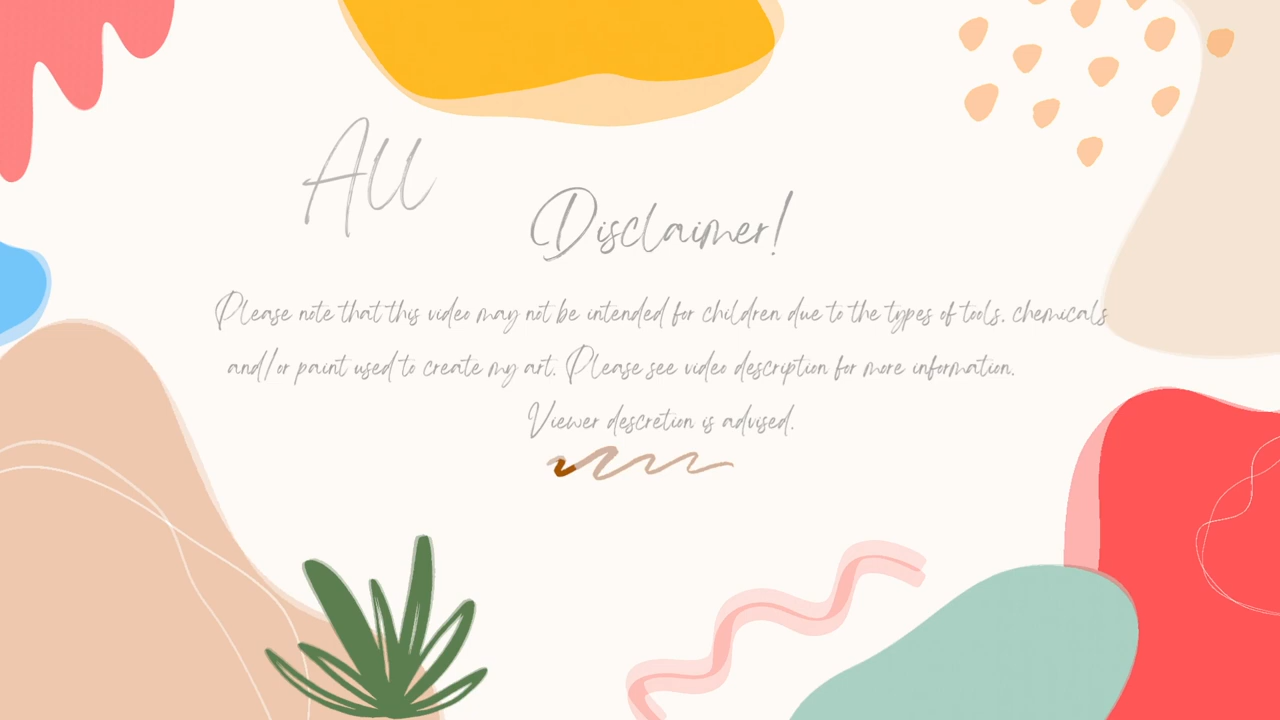 All
Disclaimer!
Please note that this video may not be intended for children due to the types of tools, chemicals
and/or paint used to create my art. Please see video description for more information.
Viewer descretion is advised.